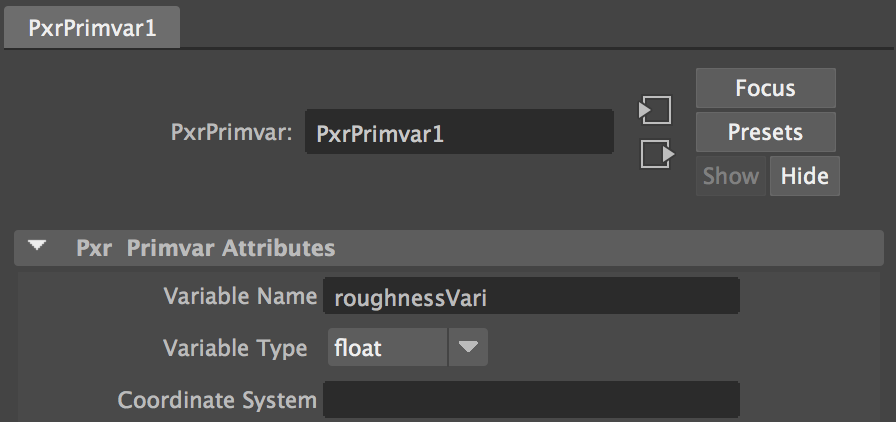 PxrPrimvar1
Focus
PxrPrimvar: PxrPrimvar1
Presets
Show Hide
Pxr Primvar Attributes
Variable Name roughnessVari
Variable Type float
Coordinate System